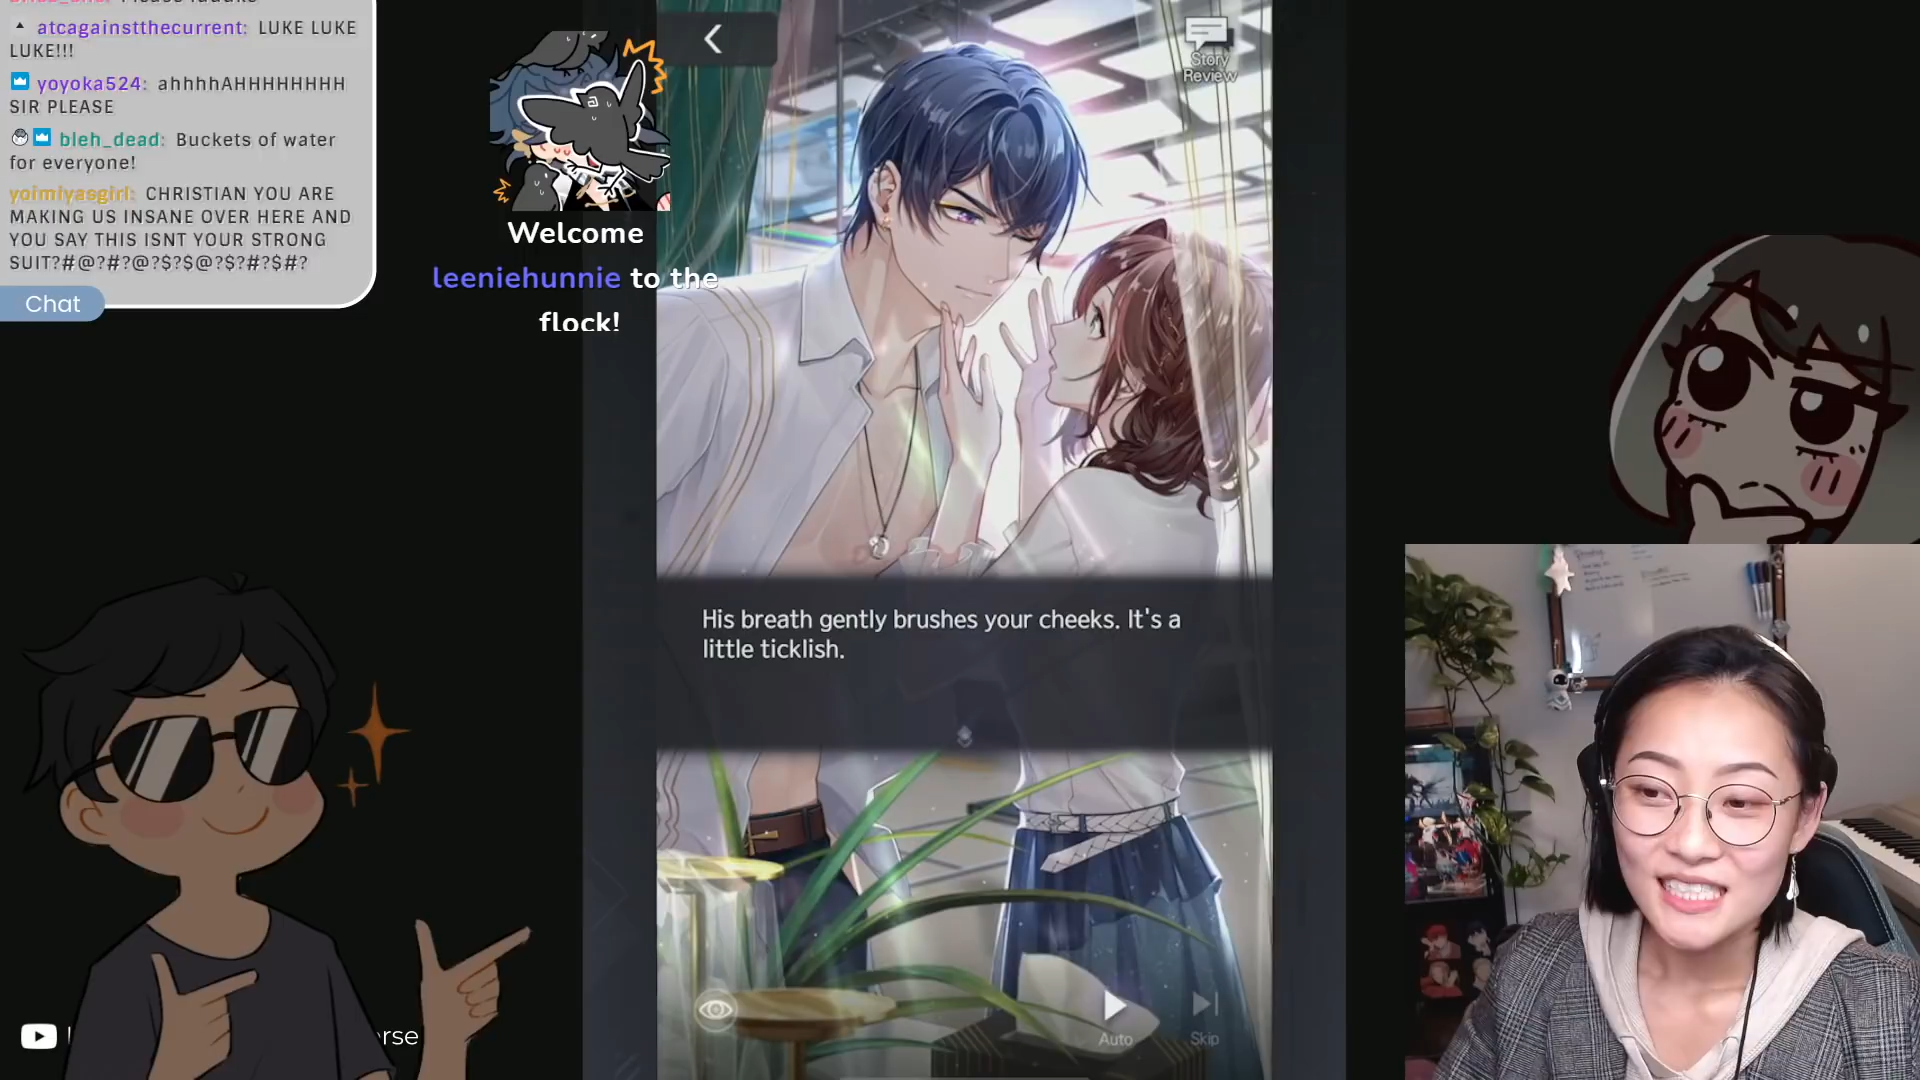 atcagainstthecurrent: LUKE LUKE
LUKE!!!
yoyoka524: ahhhhAHHHHHHHH
SIR PLEASE
bleh_dead: Buckets of water
for everyone!
yoimiyasgirl: CHRISTIAN YOU ARE
MAKING US INSANE OVER HERE AND
YOU SAY THIS ISNT YOUR STRONG
SUIT?#@?#?@?$?$@?$?#?$#?
Chat
Welcome
leeniehunnie to the
flock!
Story
Review
His breath gently brushes your cheeks. It's a
little ticklish.
Auto
Skip
rse